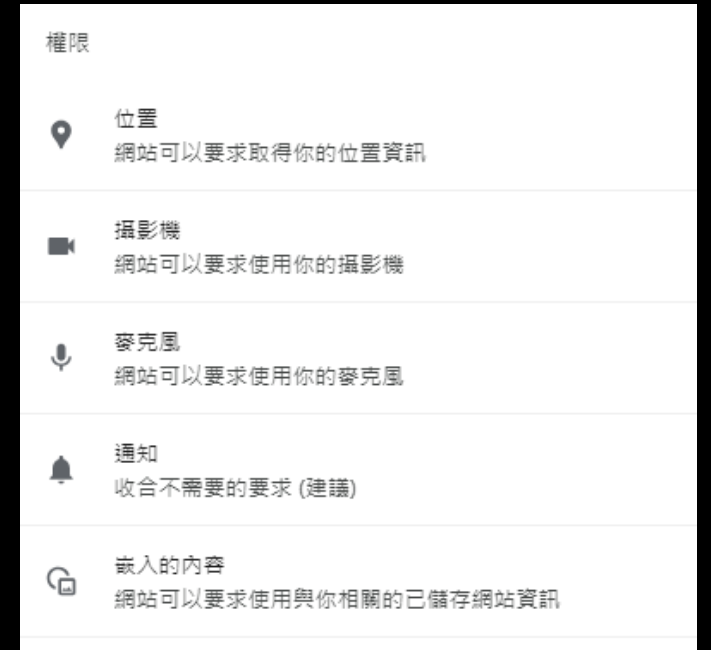 權限
位置
網站可以要求取得你的位置資訊
攝影機
網站可以要求使用你的攝影機
麥克風
網站可以要求使用你的麥克風
通知
收合不需要的要求 (建議)
嵌入的內容
網站可以要求使用與你相關的已儲存網站資訊